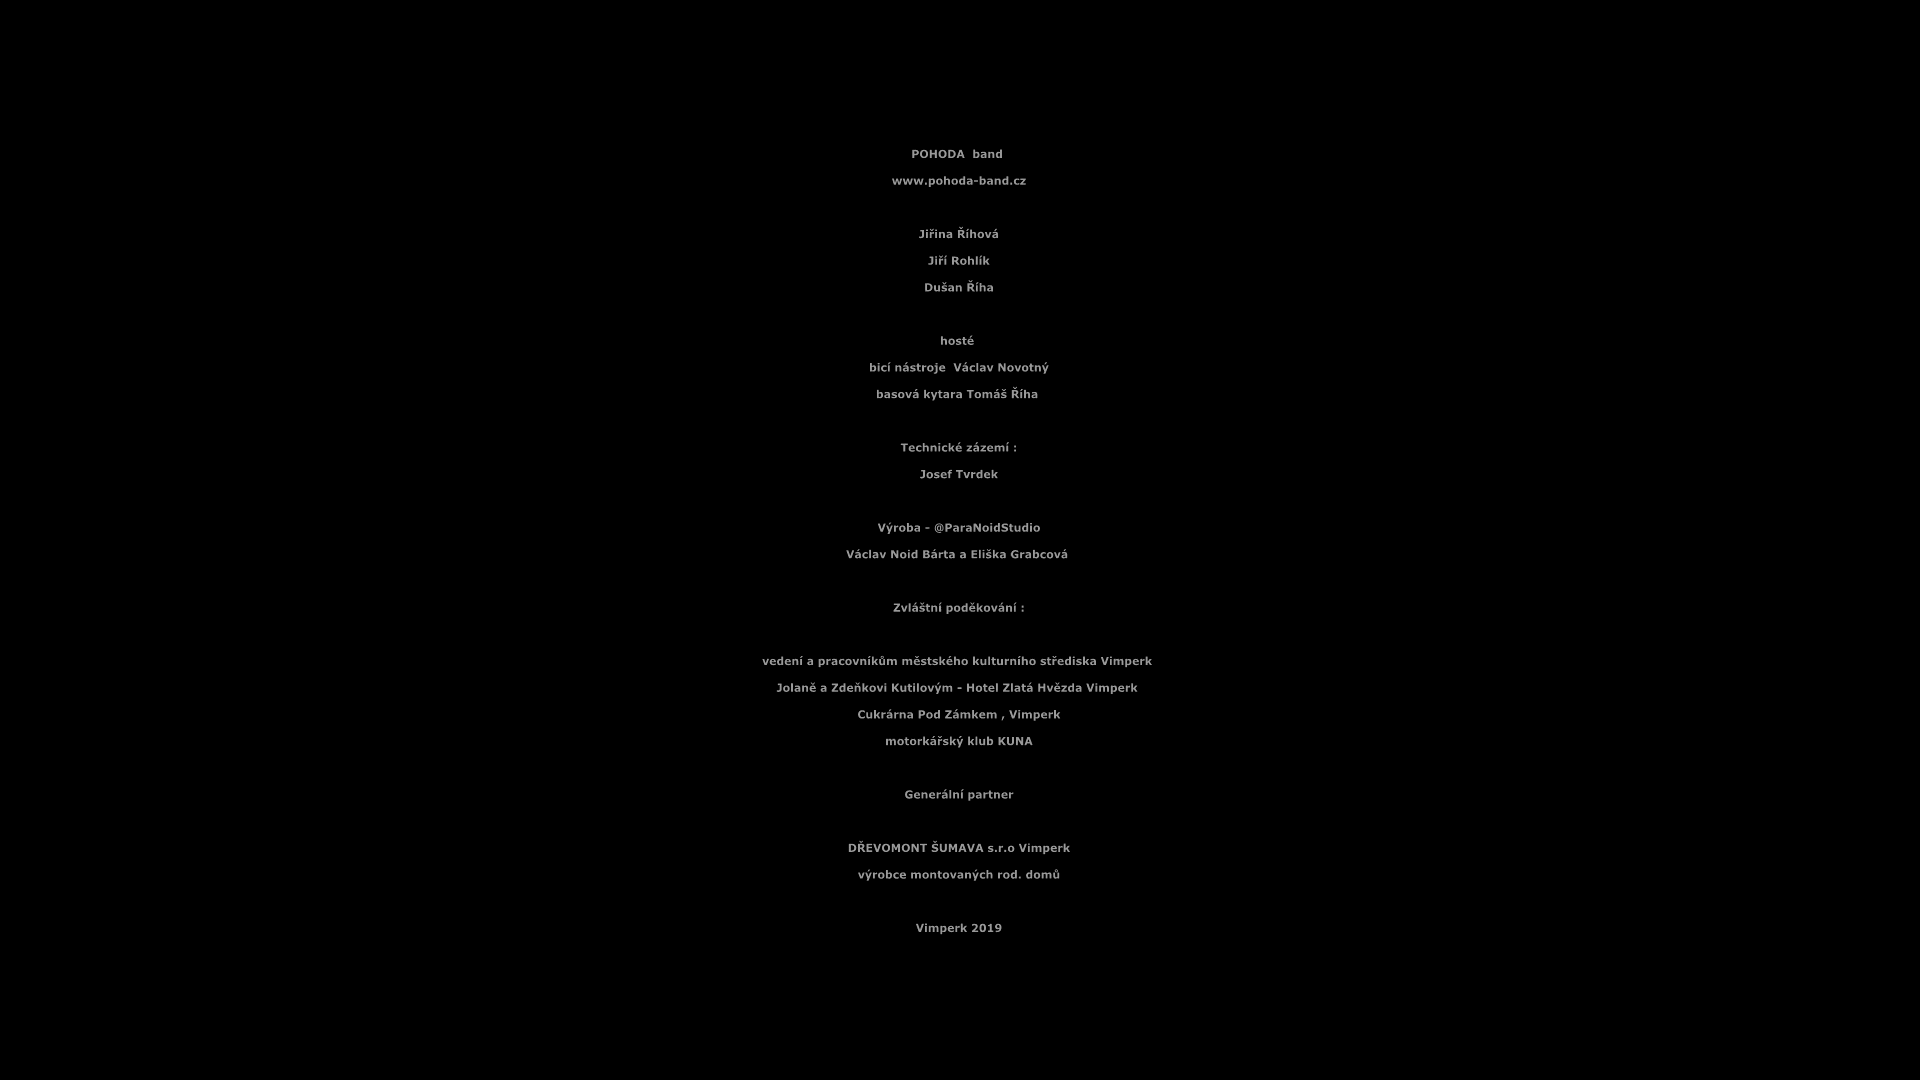 POHODA  band
www.pohoda-band.cz
Jiřina Říhová
Jiří Rohlík
Dušan Říha
hosté
bicí nástroje  Václav Novotný
basová kytara Tomáš Říha
Technické zázemí :
Josef Tvrdek
Výroba - @ParaNoidStudio
Václav Noid Bárta a Eliška Grabcová
Zvláštní poděkování :
vedení a pracovníkům městského kulturního střediska Vimperk
Jolaně a Zdeňkovi Kutilovým - Hotel Zlatá Hvězda Vimperk
Cukrárna Pod Zámkem , Vimperk
motorkářský klub KUNA
Generální partner
DŘEVOMONT ŠUMAVA s.r.o Vimperk
výrobce montovaných rod. domů
Vimperk 2019